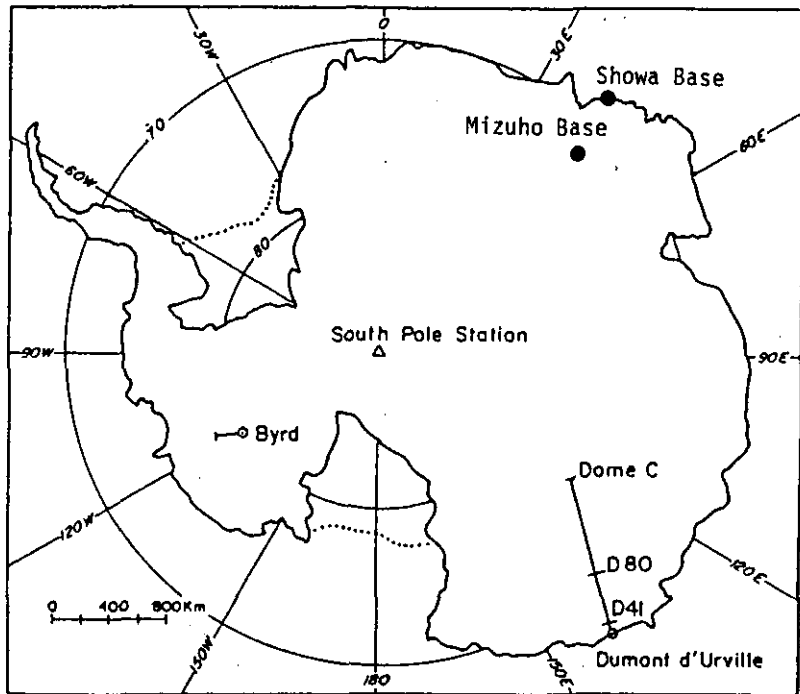 0
30W
30E
Showa Base
70
Mizuho Base
60W
60E
80
South Pole Station
90W
90E
Byrd
Dome C
120W
D80
120E
0 400 800Km
D41
150W
Dumont d'Urville
180
150E